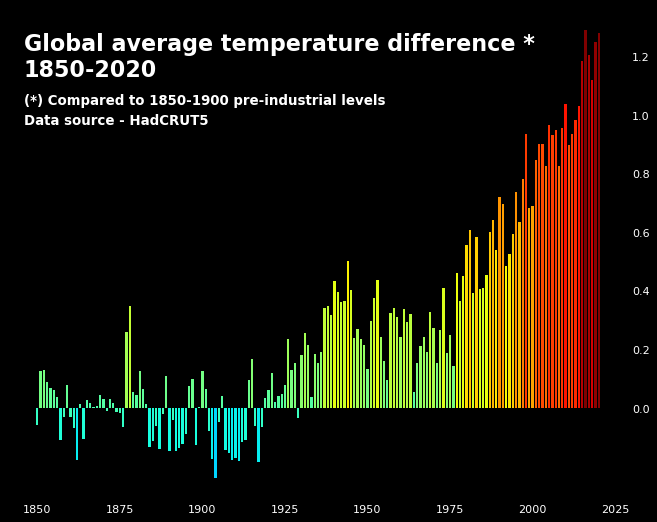 Global average temperature difference *
1850-2020
(*) Compared to 1850-1900 pre-industrial levels
Data source - HadCRUT5
1.2
1.0
0.8
0.6
0.4
0.2
0.0
1850 1875 1900 1925 1950 1975 2000 2025